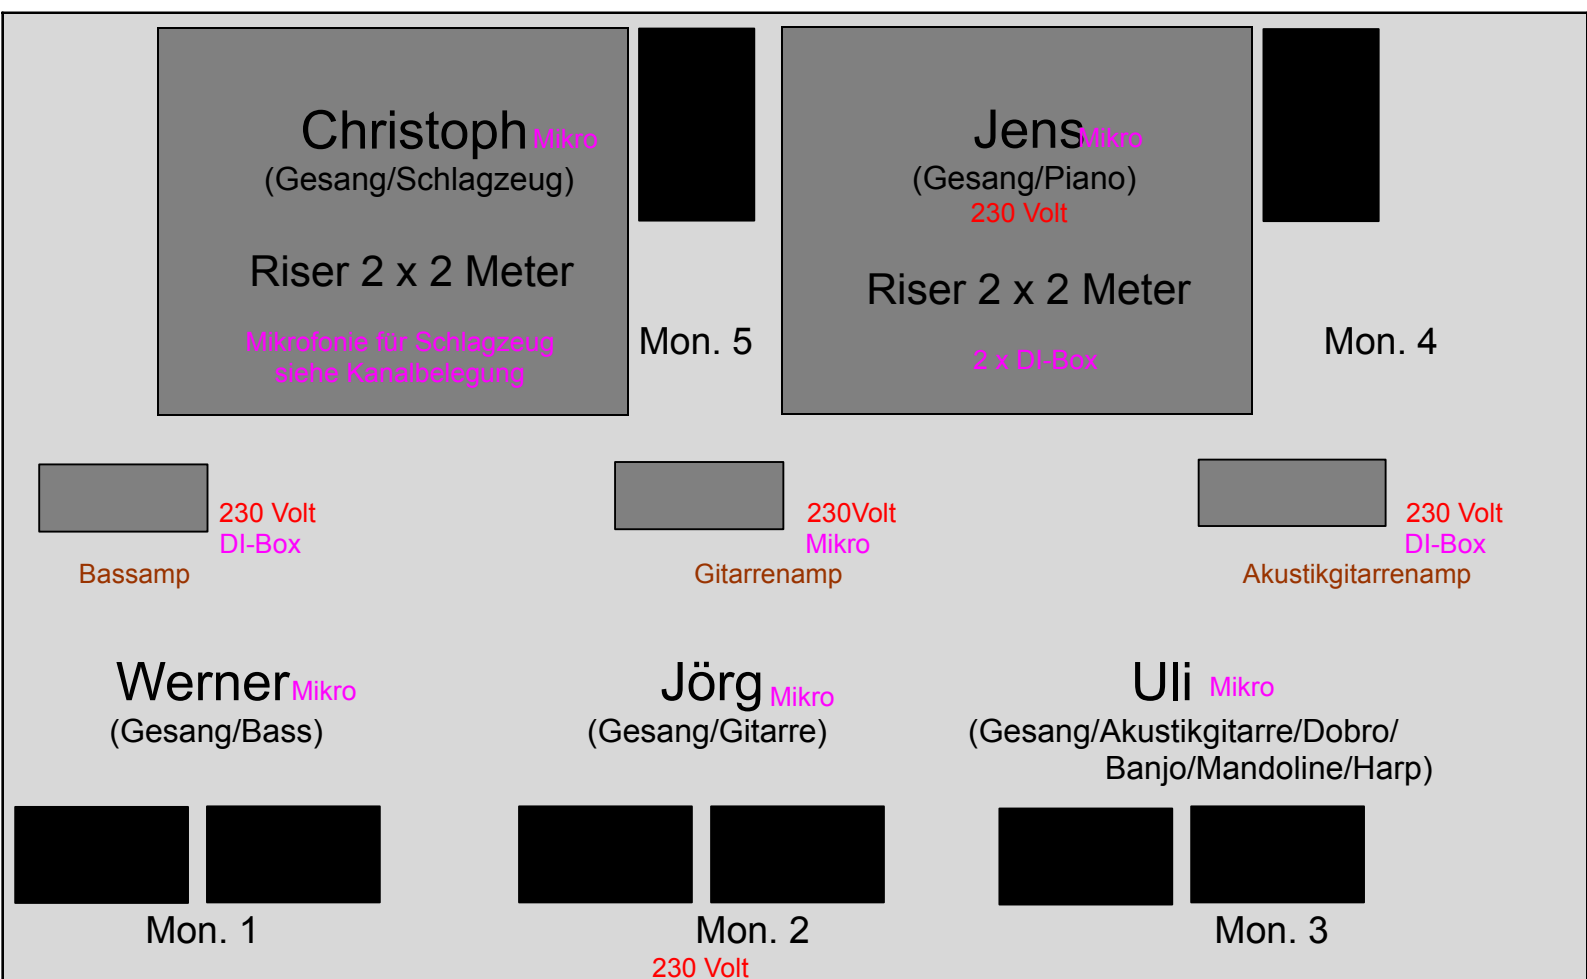 Christoph Mikro
(Gesang/Schlagzeug)
Riser 2 x 2 Meter
Mikrofonie für Schlagzeug
siehe Kanalbelegung
Mon. 5
Jens Mikro
(Gesang/Piano)
230 Volt
Riser 2 x 2 Meter
2 x DI-Box
Mon. 4
230 Volt
DI-Box
Bassamp
230Volt
Mikro
Gitarrenamp
230 Volt
DI-Box
Akustikgitarrenamp
Werner Mikro
(Gesang/Bass)
Jörg Mikro
(Gesang/Gitarre)
Uli Mikro
(Gesang/Akustikgitarre/Dobro/
Banjo/Mandoline/Harp)
Mon. 1
Mon. 2
230 Volt
Mon. 3